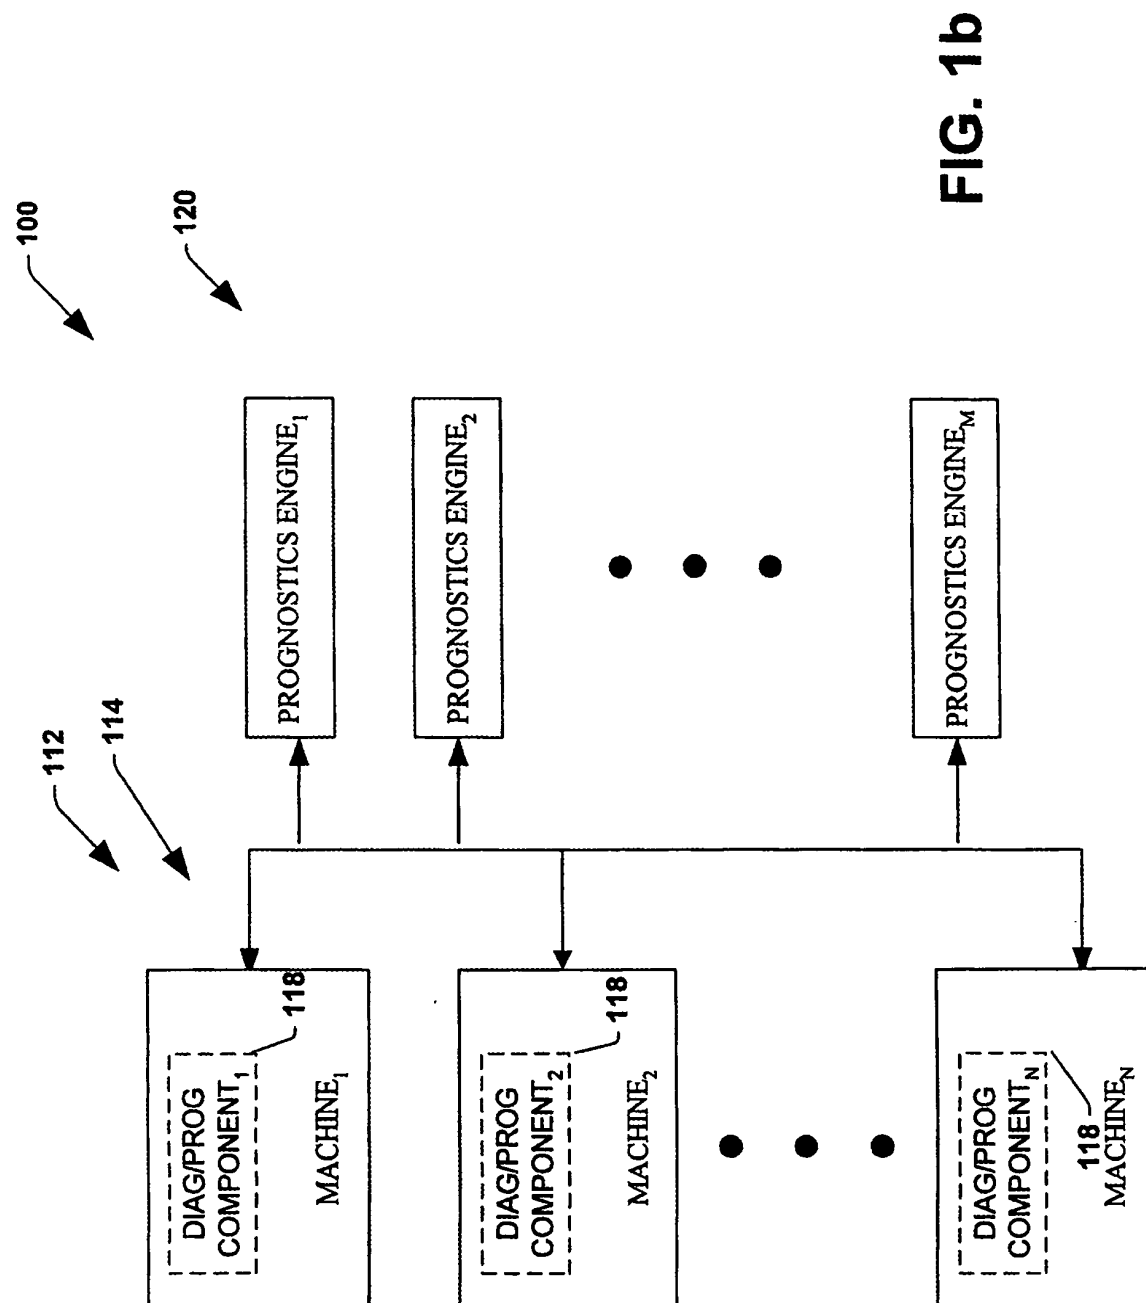 100
120
112
114
PROGNOSTICS ENGINE1
PROGNOSTICS ENGINE2
PROGNOSTICS ENGINEM
118
DIAG/PROG
COMPONENT1
MACHINE1
118
DIAG/PROG
COMPONENT2
MACHINE2
118
DIAG/PROG
COMPONENTN
MACHINEN
FIG. 1b